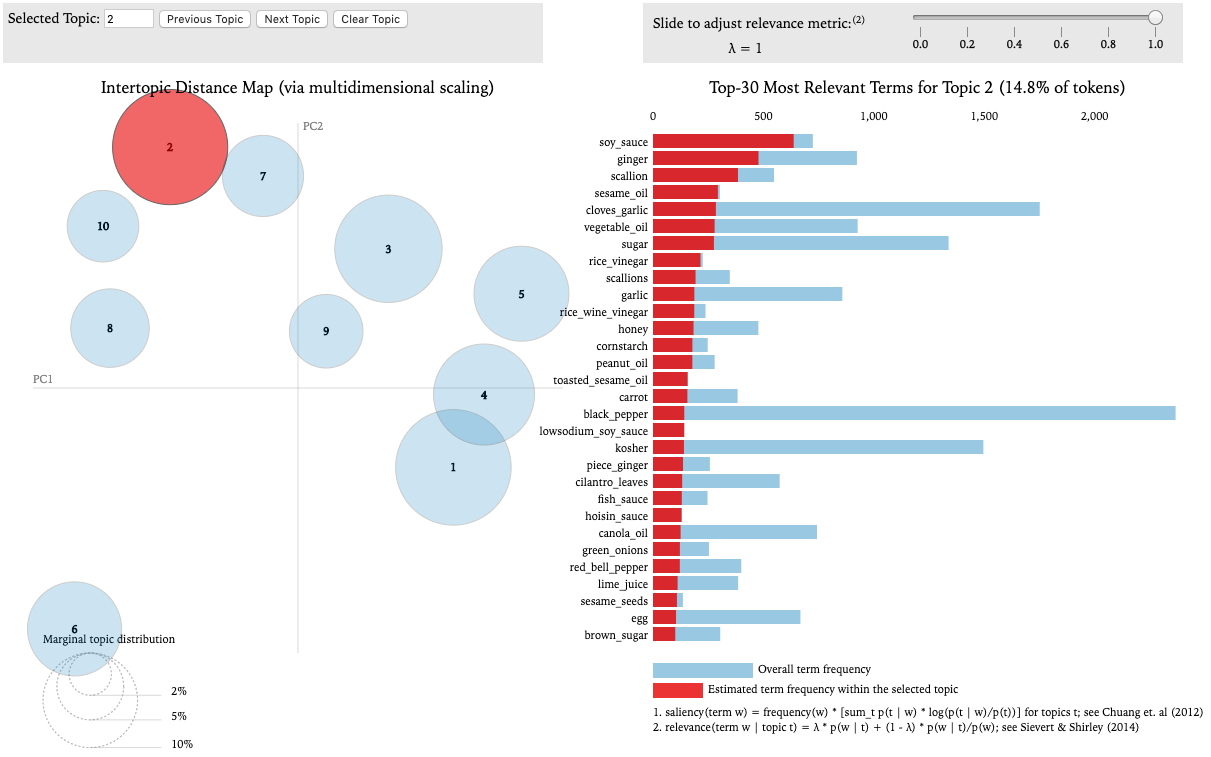 Selected Topic: 2 Previous Topic Next Topic Clear Topic
Slide to adjust relevance metric:(2)
λ = 1
0.0 0.2 0.4 0.6 0.8 1.0
Intertopic Distance Map (via multidimensional scaling)
PC2
PC1
2
7
10
3
5
8
9
4
1
6
Marginal topic distribution
2%
5%
10%
Top-30 Most Relevant Terms for Topic 2 (14.8% of tokens)
0 500 1,000 1,500 2,000
soy_sauce
ginger
scallion
sesame_oil
cloves_garlic
vegetable_oil
sugar
rice_vinegar
scallions
garlic
rice_wine_vinegar
honey
cornstarch
peanut_oil
toasted_sesame_oil
carrot
black_pepper
lowsodium_soy_sauce
kosher
piece_ginger
cilantro_leaves
fish_sauce
hoisin_sauce
canola_oil
green_onions
red_bell_pepper
lime_juice
sesame_seeds
egg
brown_sugar
Overall term frequency
Estimated term frequency within the selected topic
1. saliency(term w) = frequency(w) * [sum_t p(t | w) * log(p(t | w)/p(t))] for topics t; see Chuang et. al (2012)
2. relevance(term w | topic t) = λ * p(w | t) + (1 - λ) * p(w | t)/p(w); see Sievert & Shirley (2014)